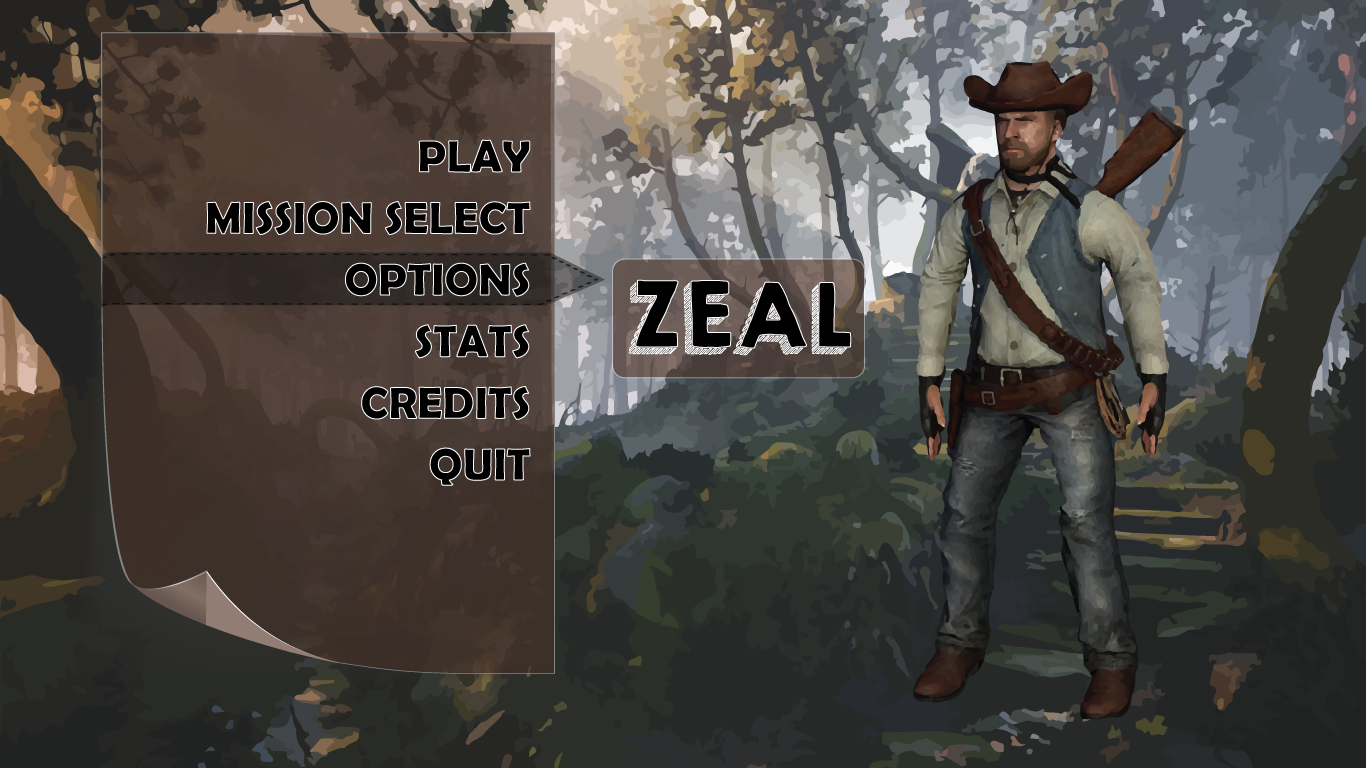 PLAY
MISSION SELECT
OPTIONS
STATS
CREDITS
QUIT
ZEAL